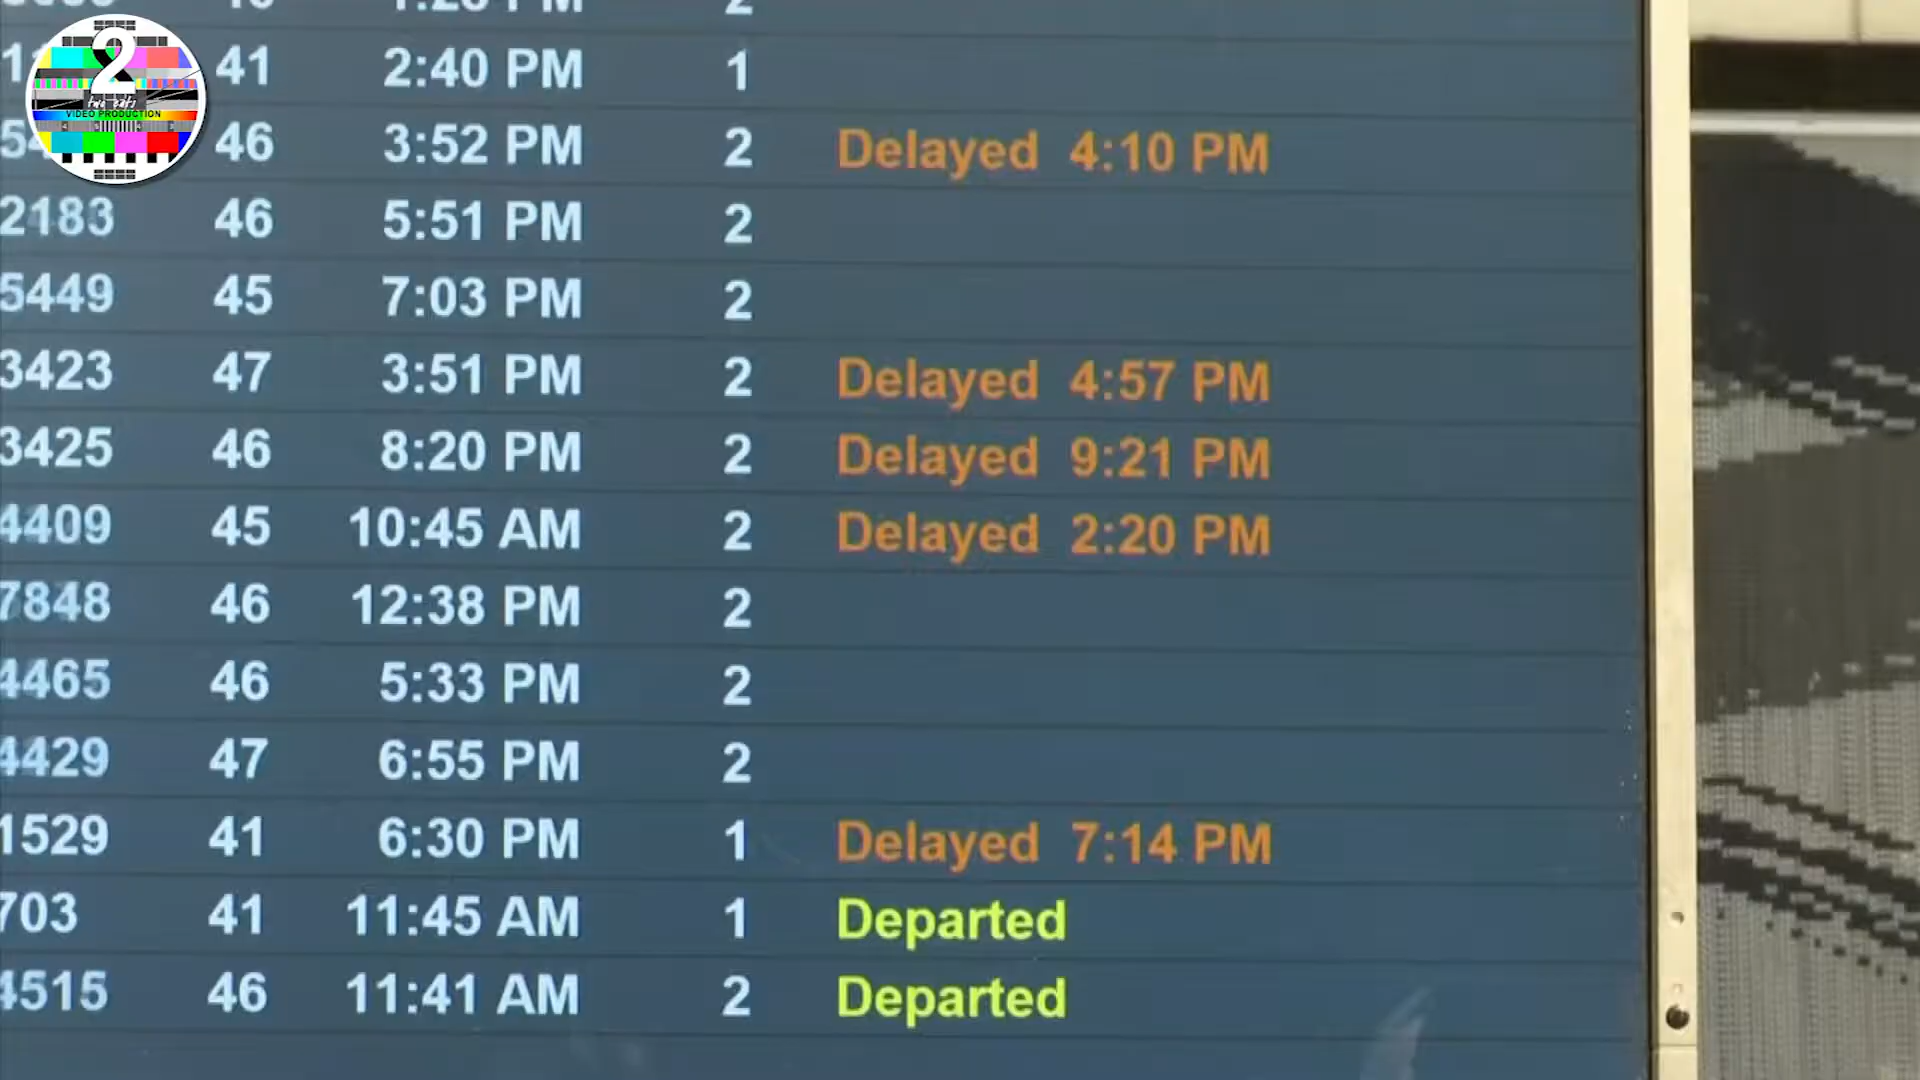 41 2:40 PM 1
46 3:52 PM 2 Delayed 4:10 PM
2183 46 5:51 PM 2
5449 45 7:03 PM 2
3423 47 3:51 PM 2 Delayed 4:57 PM
3425 46 8:20 PM 2 Delayed 9:21 PM
4409 45 10:45 AM 2 Delayed 2:20 PM
7848 46 12:38 PM 2
4465 46 5:33 PM 2
4429 47 6:55 PM 2
1529 41 6:30 PM 1 Delayed 7:14 PM
703 41 11:45 AM 1 Departed
4515 46 11:41 AM 2 Departed
2
two cats
VIDEO PRODUCTION